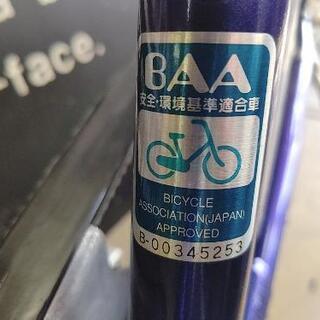 -face.
BAA
安全・環境基準適合車
BICYCLE
ASSOCIATION(JAPAN)
APPROVED
B-00345253